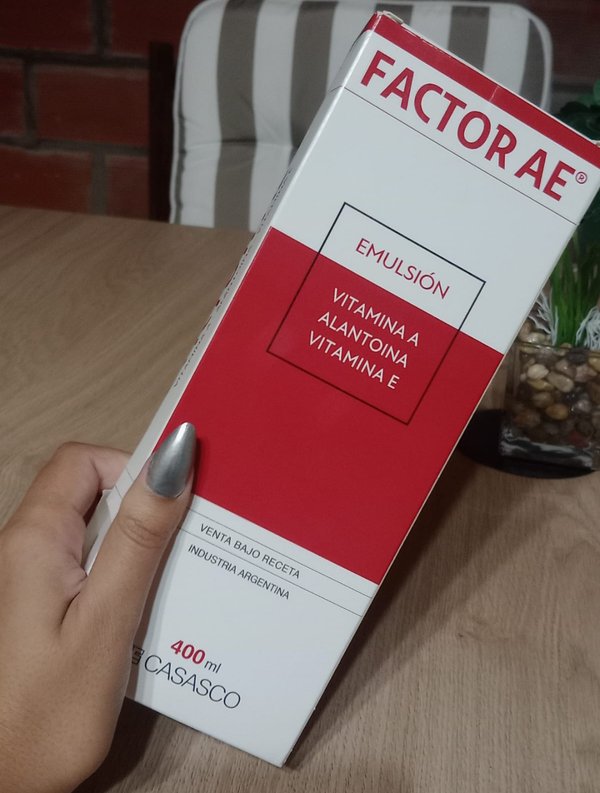 FACTOR AE®
EMULSIÓN
VITAMINA A
ALANTOINA
VITAMINA E
VENTA BAJO RECETA
INDUSTRIA ARGENTINA
400 ml
CASASCO